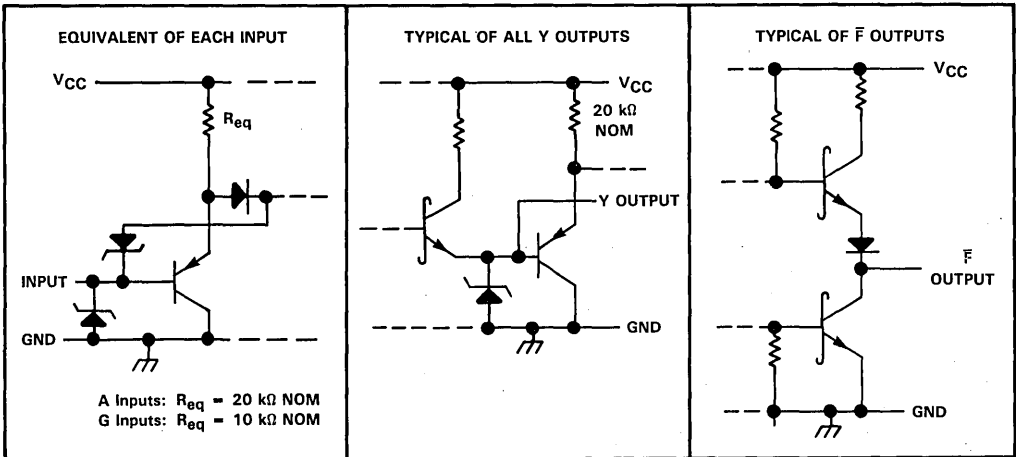 EQUIVALENT OF EACH INPUT
VCC
Req
INPUT
GND
A Inputs: Req = 20 kΩ NOM
G Inputs: Req = 10 kΩ NOM
TYPICAL OF ALL Y OUTPUTS
VCC
20 kΩ
NOM
Y OUTPUT
GND
TYPICAL OF F̅ OUTPUTS
VCC
F̅
OUTPUT
GND